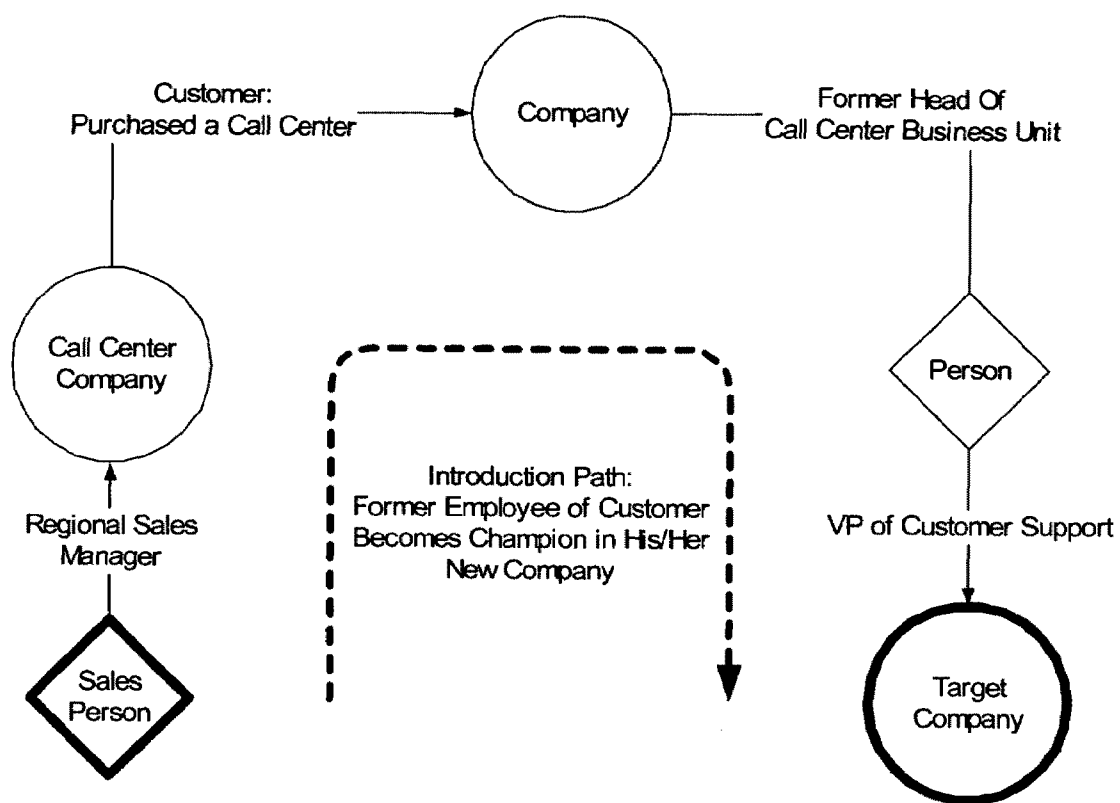 Customer:
Purchased a Call Center
Company
Former Head Of
Call Center Business Unit
Call Center
Company
Person
Introduction Path:
Former Employee of Customer
Becomes Champion in His/Her
New Company
Regional Sales
Manager
VP of Customer Support
Sales
Person
Target
Company